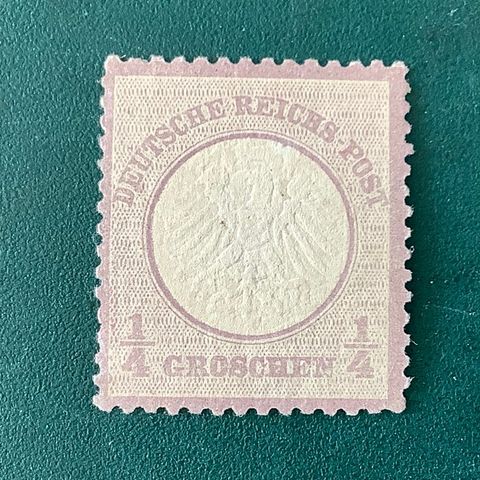 DEUTSCHE REICHS-POST
1/4 GROSCHEN 1/4